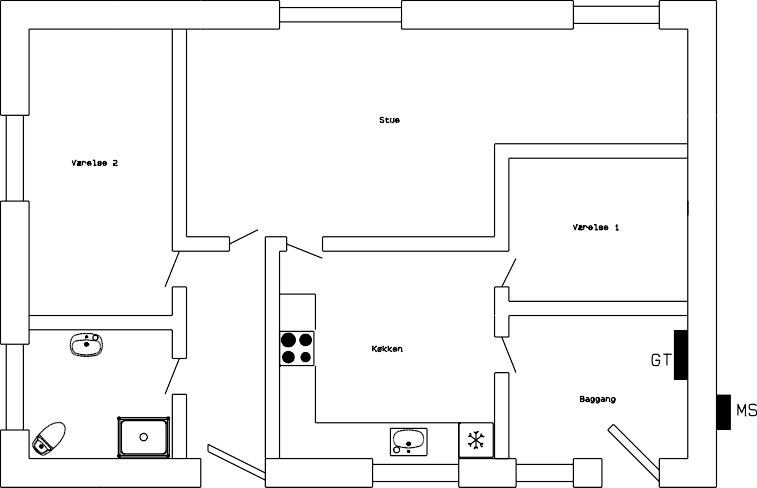 Stue
Værelse 2
Værelse 1
Køkken
GT
Baggang
MS